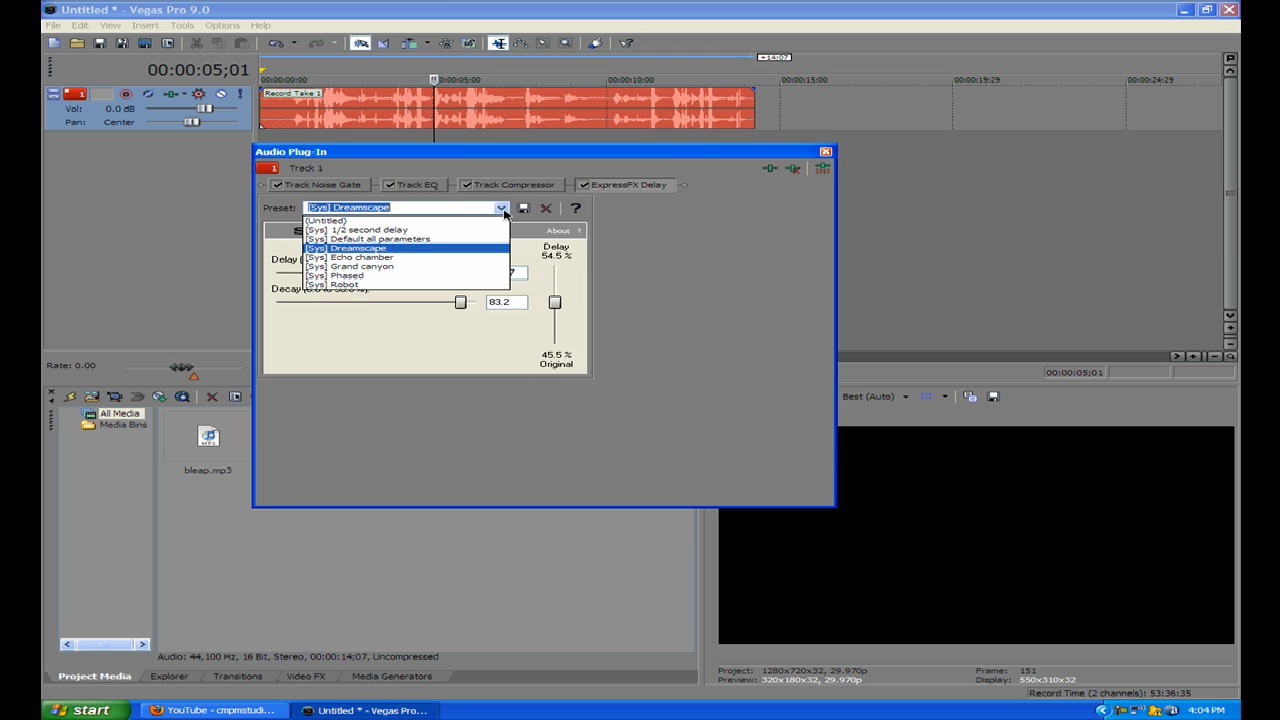 Untitled * - Vegas Pro 9.0
File Edit View Insert Tools Options Help
00:00:05;01
-14:07
00:00:00:00 00:00:05:00 00:00:10:00 00:00:15:00 00:00:19:29 00:00:24:29
1
Record Take 1
Vol: 0.0 dB
Pan: Center
Audio Plug-In
1 Track 1
Track Noise Gate Track EQ Track Compressor ExpressFX Delay
Preset: [Sys] Dreamscape
(Untitled)
[Sys] 1/2 second delay
[Sys] Default all parameters
[Sys] Dreamscape
[Sys] Echo chamber
[Sys] Grand canyon
[Sys] Phased
[Sys] Robot
About ?
Delay
54.5 %
Delay
Decay
83.2
45.5 %
Original
Rate: 0.00
00:00:05;01
All Media
Media Bins
bleap.mp3
Best (Auto)
Audio: 44,100 Hz, 16 Bit, Stereo, 00:00:14;07, Uncompressed
Project Media Explorer Transitions Video FX Media Generators
Project: 1280x720x32, 29.970p Frame: 151
Preview: 320x180x32, 29.970p Display: 550x310x32
Record Time (2 channels): 53:36:35
start YouTube - cmpmstudi... Untitled * - Vegas Pro... 4:04 PM